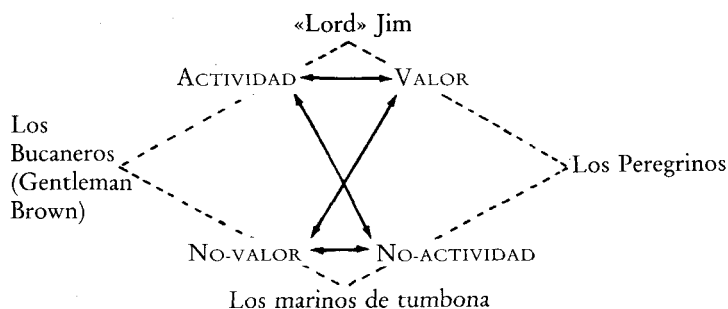 «Lord» Jim
ACTIVIDAD VALOR
Los
Bucaneros
(Gentleman
Brown)
Los Peregrinos
NO-VALOR NO-ACTIVIDAD
Los marinos de tumbona